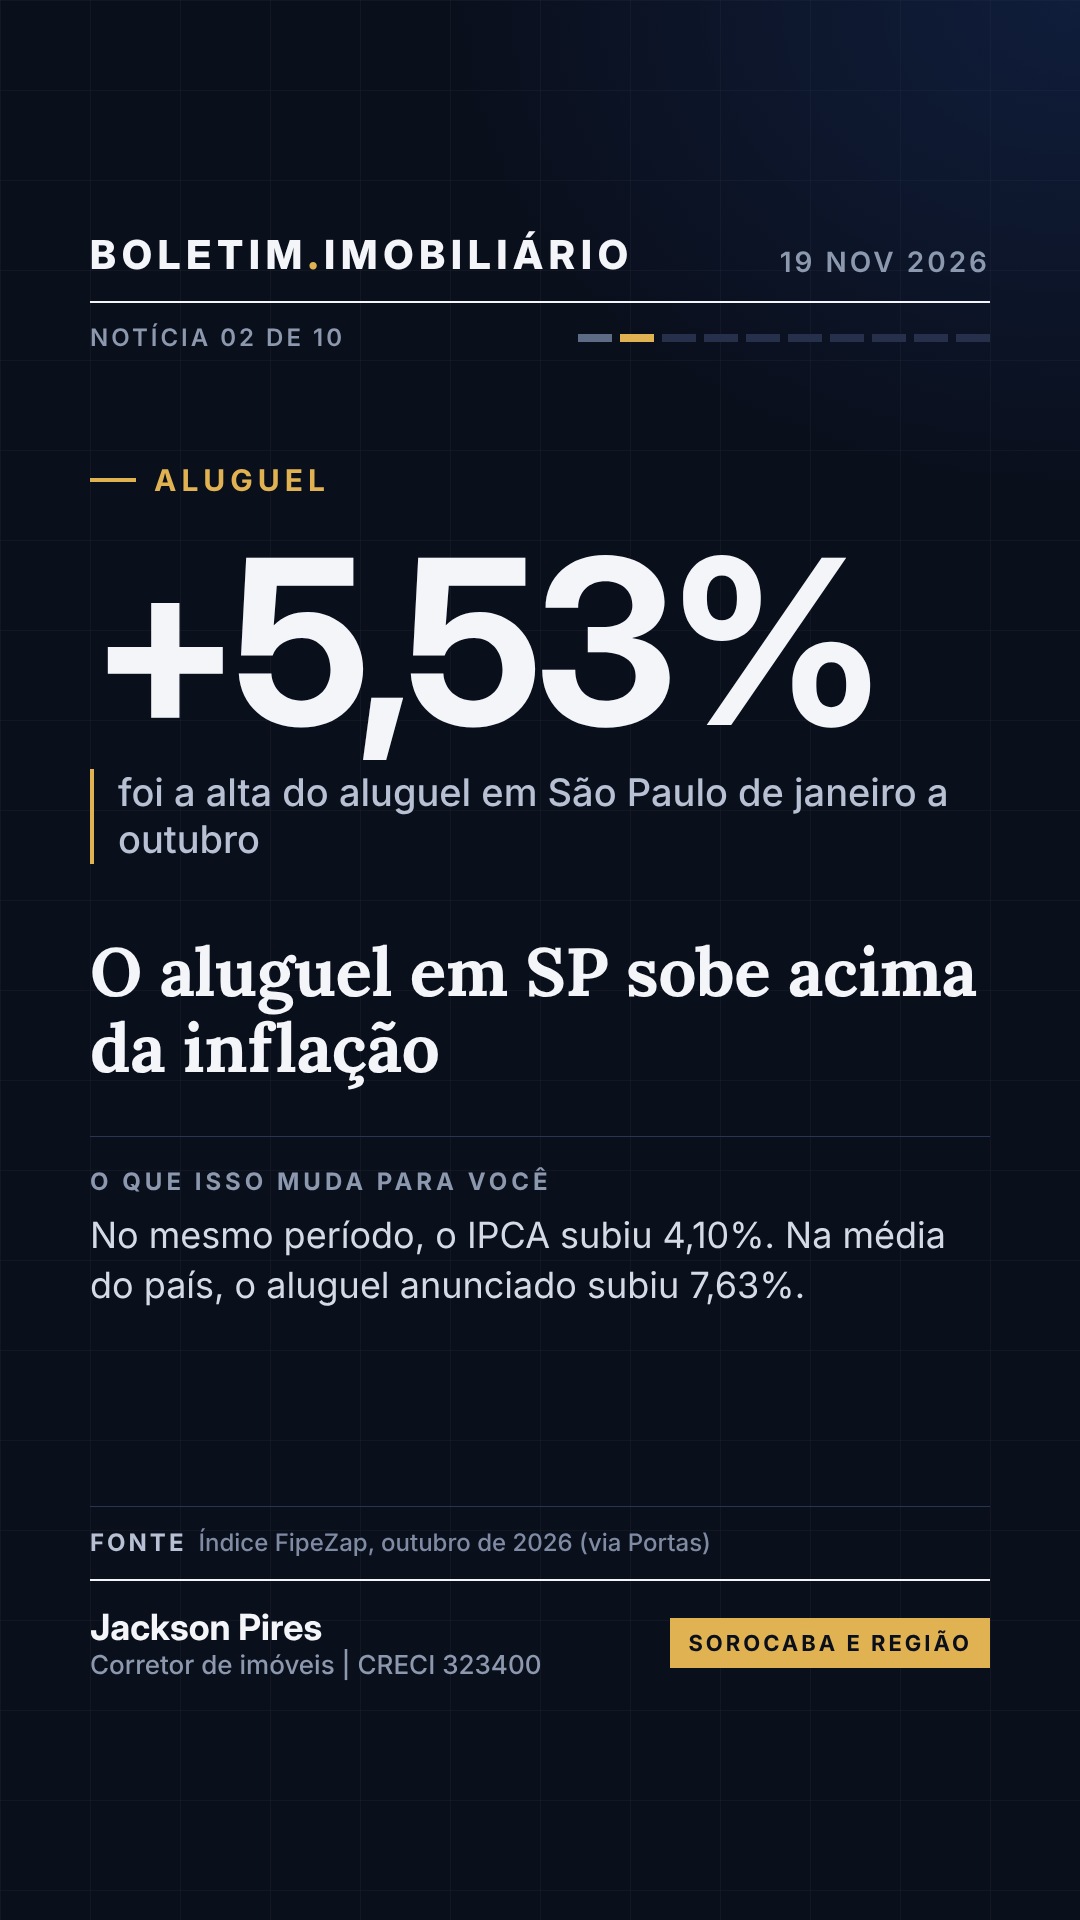 BOLETIM.IMOBILIÁRIO
19 NOV 2026
NOTÍCIA 02 DE 10
ALUGUEL
+5,53%
foi a alta do aluguel em São Paulo de janeiro a
outubro
O aluguel em SP sobe acima
da inflação
O QUE ISSO MUDA PARA VOCÊ
No mesmo período, o IPCA subiu 4,10%. Na média
do país, o aluguel anunciado subiu 7,63%.
FONTE Índice FipeZap, outubro de 2026 (via Portas)
Jackson Pires
Corretor de imóveis | CRECI 323400
SOROCABA E REGIÃO